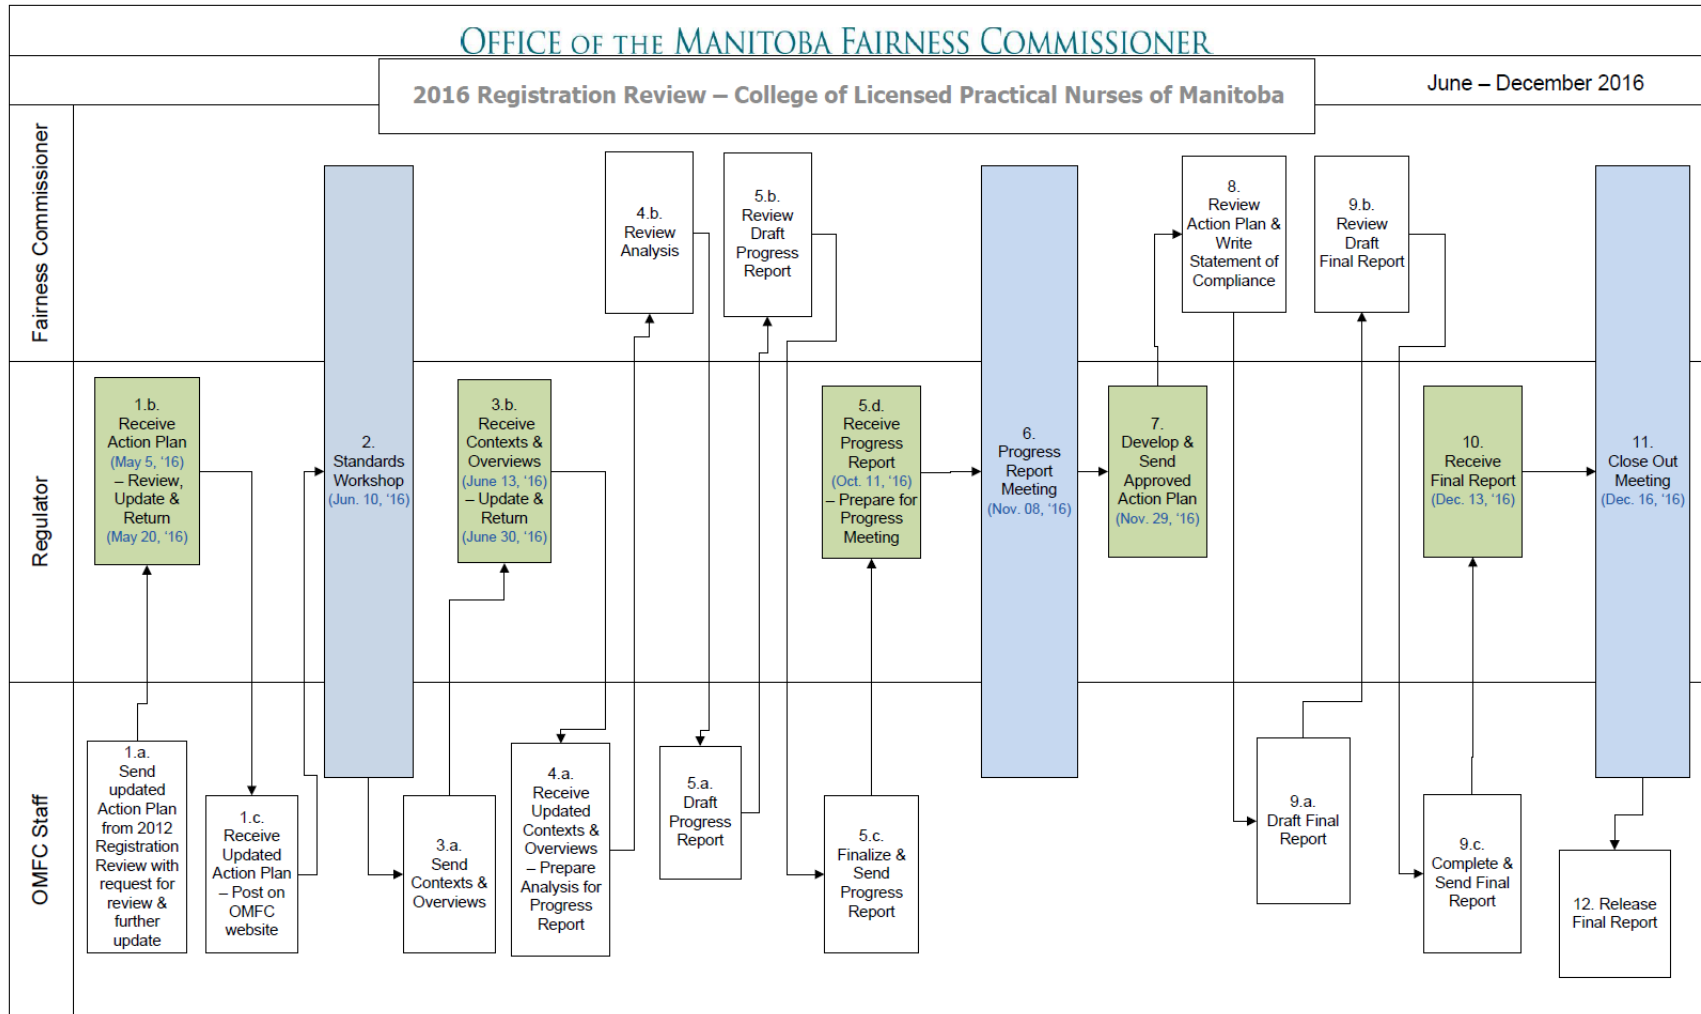 OFFICE OF THE MANITOBA FAIRNESS COMMISSIONER
2016 Registration Review – College of Licensed Practical Nurses of Manitoba
June – December 2016
Fairness Commissioner
4.b.
Review
Analysis
5.b.
Review
Draft
Progress
Report
8.
Review
Action Plan &
Write
Statement of
Compliance
9.b.
Review
Draft
Final Report
Regulator
1.b.
Receive
Action Plan
(May 5, ‘16)
– Review,
Update &
Return
(May 20, ‘16)
2.
Standards
Workshop
(Jun. 10, ‘16)
3.b.
Receive
Contexts &
Overviews
(June 13, ‘16)
– Update &
Return
(June 30, ‘16)
5.d.
Receive
Progress
Report
(Oct. 11, ‘16)
– Prepare for
Progress
Meeting
6.
Progress
Report
Meeting
(Nov. 08, ‘16)
7.
Develop &
Send
Approved
Action Plan
(Nov. 29, ‘16)
10.
Receive
Final Report
(Dec. 13, ‘16)
11.
Close Out
Meeting
(Dec. 16, ‘16)
OMFC Staff
1.a.
Send
updated
Action Plan
from 2012
Registration
Review with
request for
review &
further
update
1.c.
Receive
Updated
Action Plan
– Post on
OMFC
website
3.a.
Send
Contexts &
Overviews
4.a.
Receive
Updated
Contexts &
Overviews
– Prepare
Analysis for
Progress
Report
5.a.
Draft
Progress
Report
5.c.
Finalize &
Send
Progress
Report
9.a.
Draft Final
Report
9.c.
Complete &
Send Final
Report
12. Release
Final Report